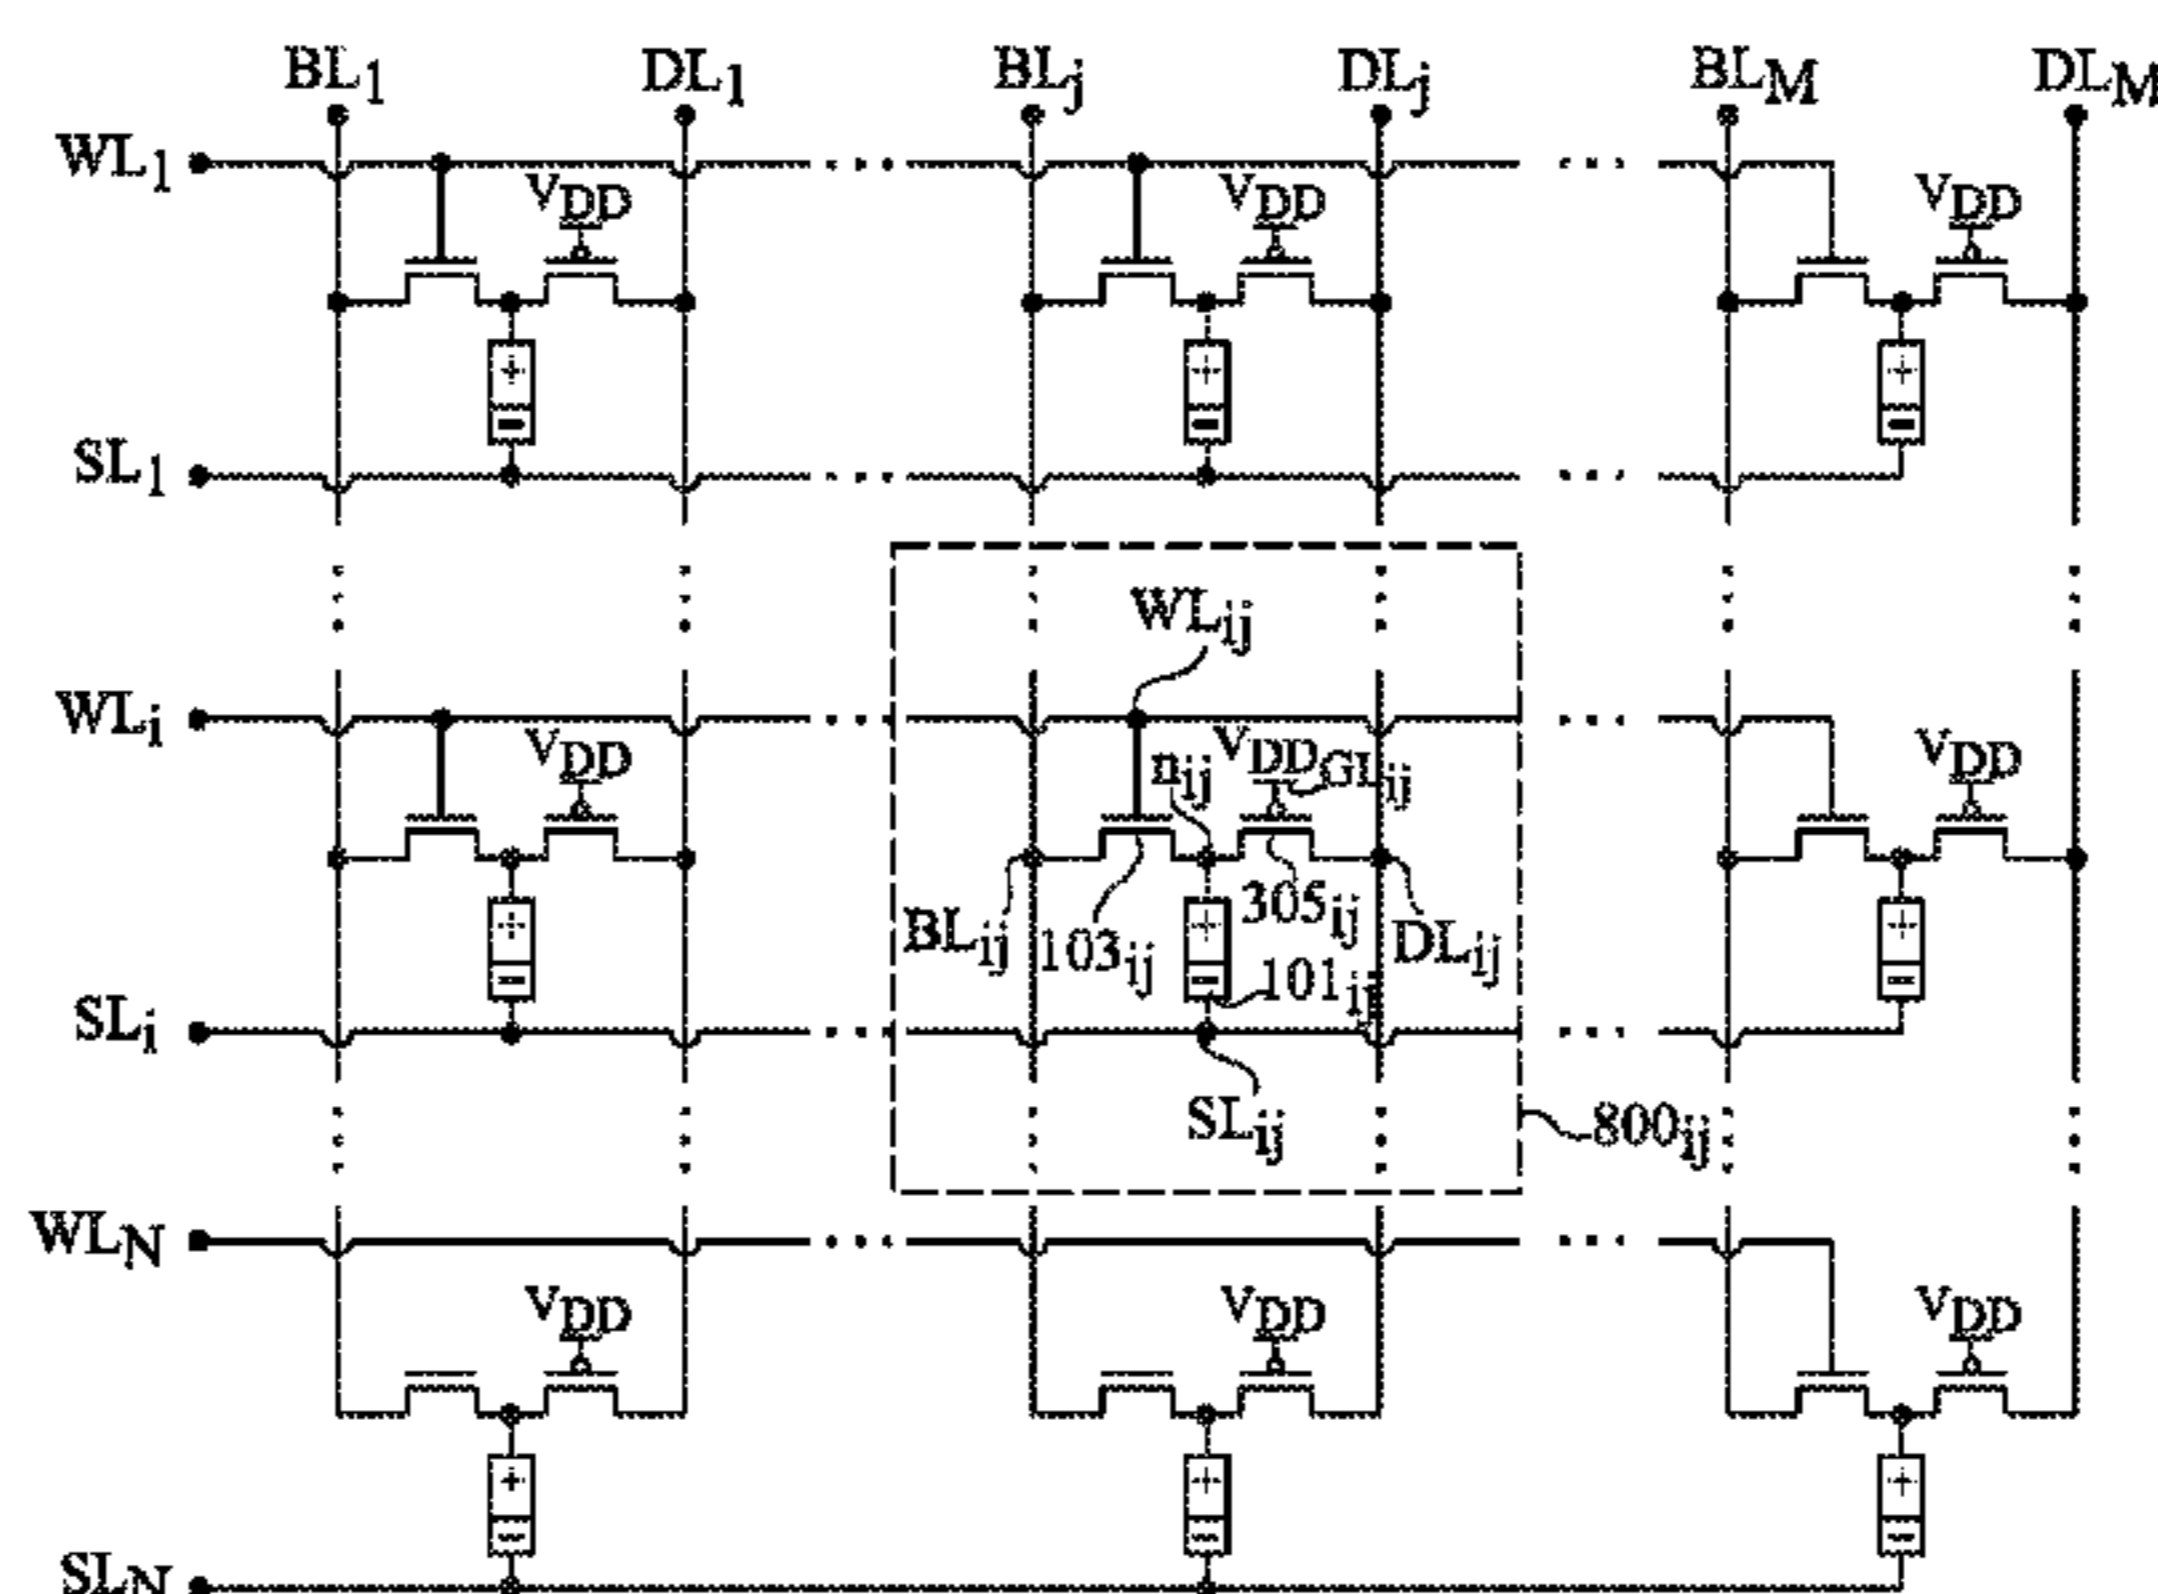 BL1 DL1 BLj DLj BLM DLM
WL1
VDD VDD VDD
+ + +
- - -
SL1
WLij
WLi
VDD nij VDD GLij VDD
305ij
BLij 103ij DLij
+ + +
- - 101ij -
SLi
SLij 800ij
WLN
VDD VDD VDD
+ + +
- - -
SLN